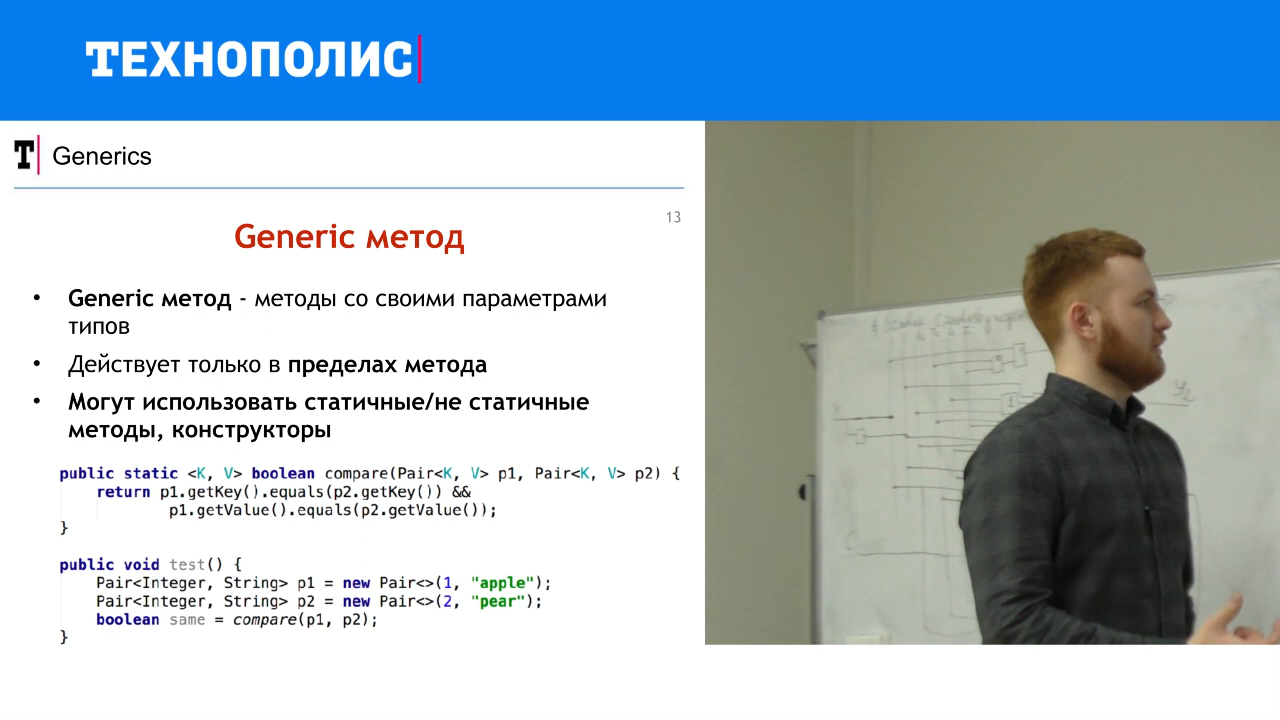 ТЕХНОПОЛИС
T Generics
13
Generic метод
• Generic метод - методы со своими параметрами
типов
• Действует только в пределах метода
• Могут использовать статичные/не статичные
методы, конструкторы
public static <K, V> boolean compare(Pair<K, V> p1, Pair<K, V> p2) {
return p1.getKey().equals(p2.getKey()) &&
p1.getValue().equals(p2.getValue());
}
public void test() {
Pair<Integer, String> p1 = new Pair<>(1, "apple");
Pair<Integer, String> p2 = new Pair<>(2, "pear");
boolean same = compare(p1, p2);
}